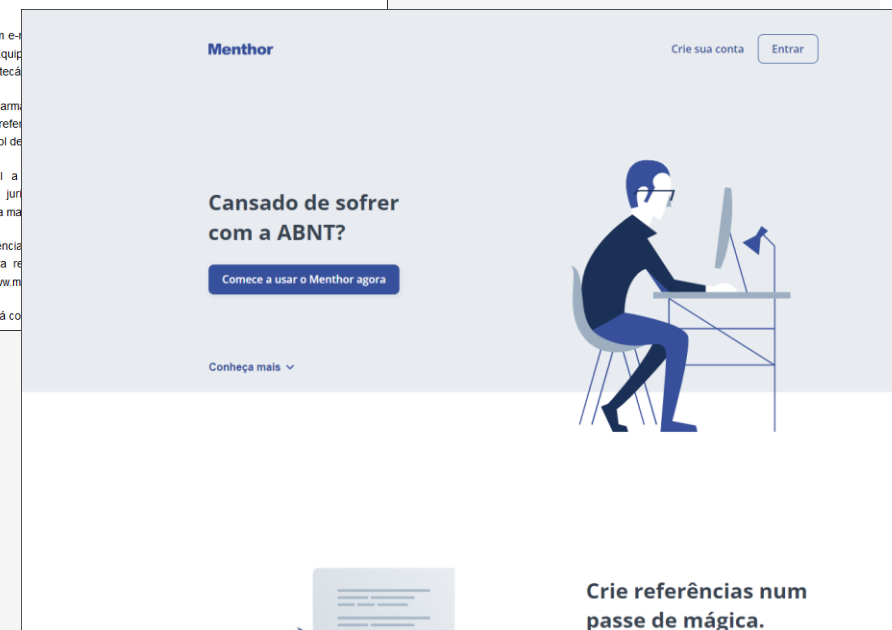 Menthor
Crie sua conta
Entrar
Cansado de sofrer
com a ABNT?
Comece a usar o Menthor agora
Conheça mais
Crie referências num
passe de mágica.